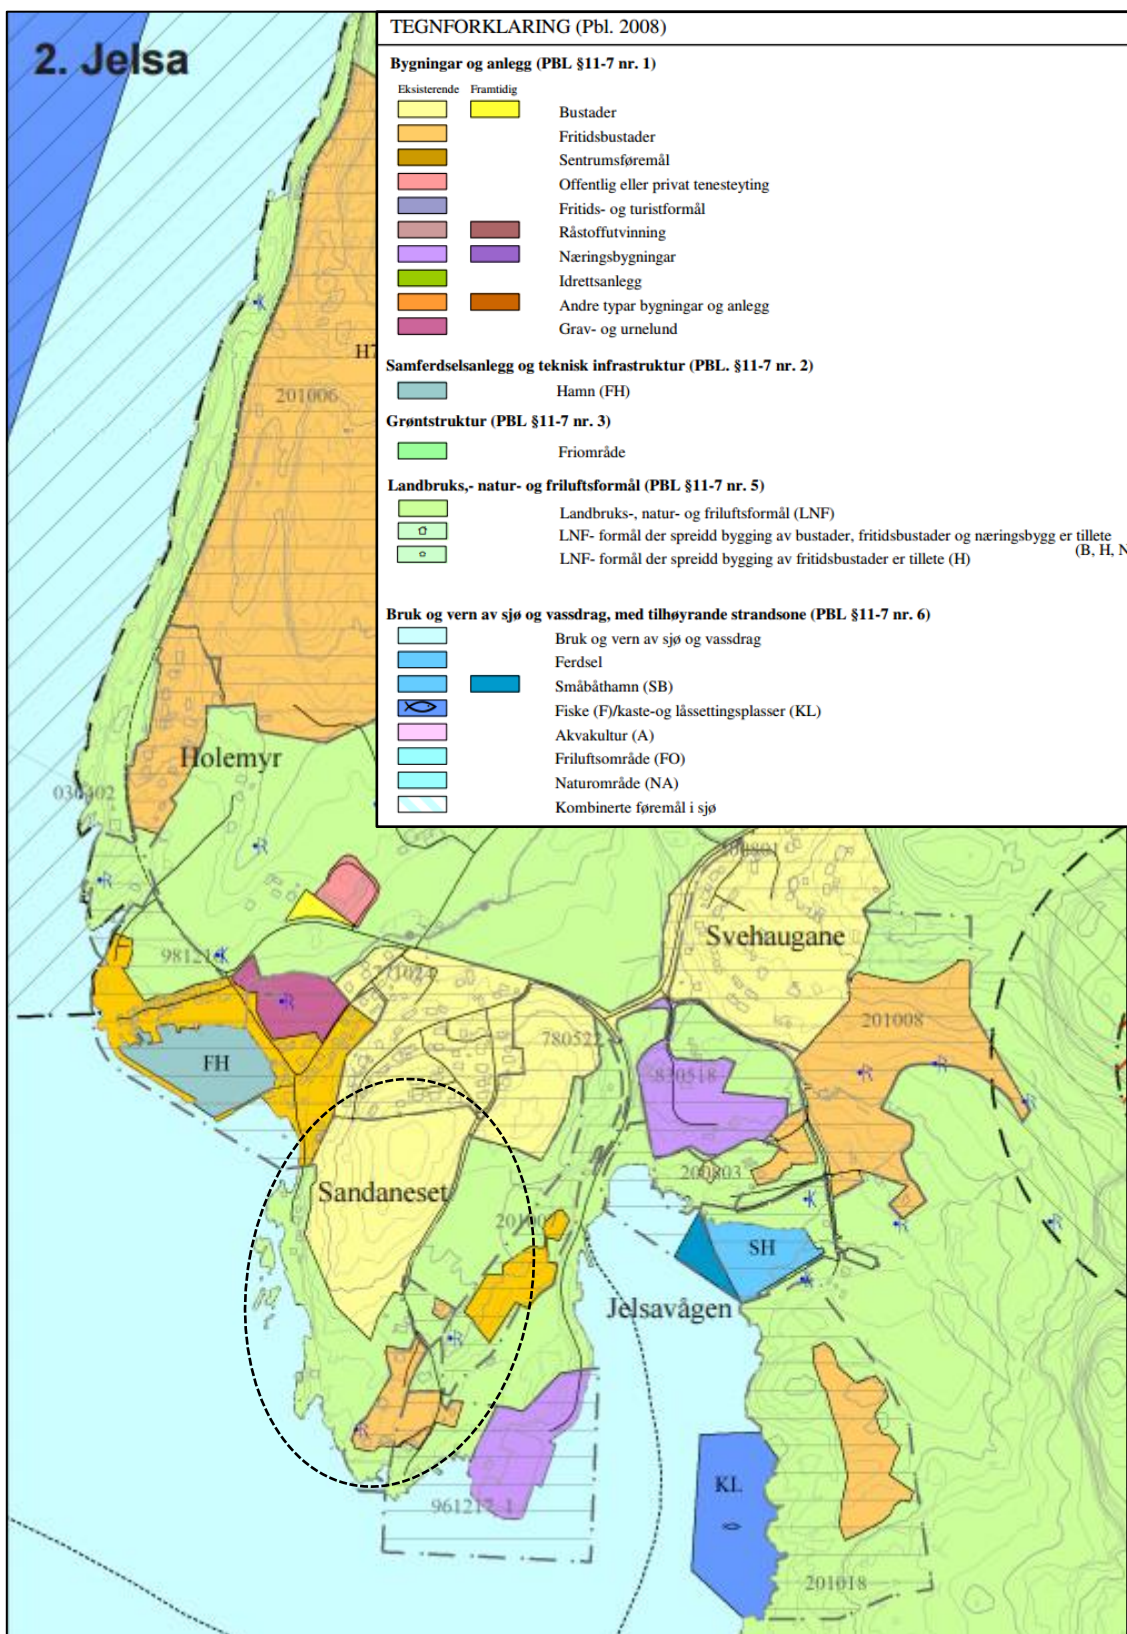 2. Jelsa
TEGNFORKLARING (Pbl. 2008)
Bygningar og anlegg (PBL §11-7 nr. 1)
Eksisterende Framtidig
Bustader
Fritidsbustader
Sentrumsføremål
Offentlig eller privat tenesteyting
Fritids- og turistformål
Råstoffutvinning
Næringsbygningar
Idrettsanlegg
Andre typar bygningar og anlegg
Grav- og urnelund
Samferdselsanlegg og teknisk infrastruktur (PBL. §11-7 nr. 2)
Hamn (FH)
Grøntstruktur (PBL §11-7 nr. 3)
Friområde
Landbruks,- natur- og friluftsformål (PBL §11-7 nr. 5)
Landbruks-, natur- og friluftsformål (LNF)
LNF- formål der spreidd bygging av bustader, fritidsbustader og næringsbygg er tillete
(B, H, N
LNF- formål der spreidd bygging av fritidsbustader er tillete (H)
Bruk og vern av sjø og vassdrag, med tilhøyrande strandsone (PBL §11-7 nr. 6)
Bruk og vern av sjø og vassdrag
Ferdsel
Småbåthamn (SB)
Fiske (F)/kaste-og låssettingsplasser (KL)
Akvakultur (A)
Friluftsområde (FO)
Naturområde (NA)
Kombinerte føremål i sjø
K
H7
201006
Holemyr
R
R
Svehaugane
K
R
201008
780522
FH
830518
R
R
R
200803
Sandaneset
K
R
R
SH
K
Jelsavågen
R
R
KL
961217
201018